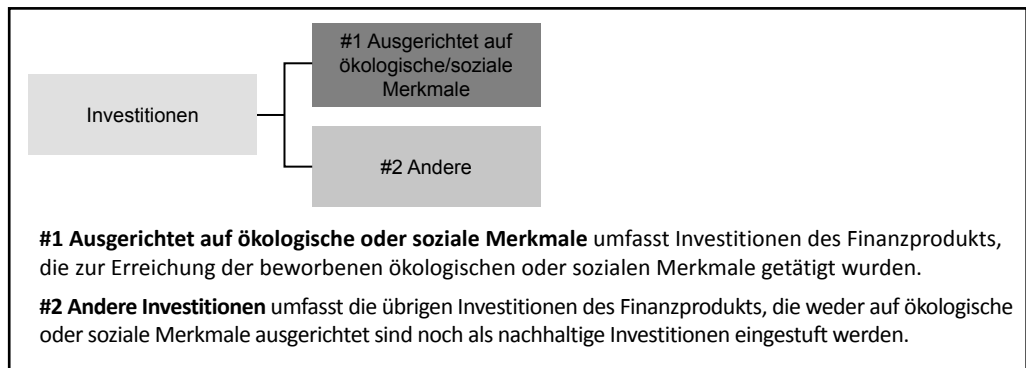 #1 Ausgerichtet auf
ökologische/soziale
Merkmale
Investitionen
#2 Andere
#1 Ausgerichtet auf ökologische oder soziale Merkmale umfasst Investitionen des Finanzprodukts,
die zur Erreichung der beworbenen ökologischen oder sozialen Merkmale getätigt wurden.
#2 Andere Investitionen umfasst die übrigen Investitionen des Finanzprodukts, die weder auf ökologische
oder soziale Merkmale ausgerichtet sind noch als nachhaltige Investitionen eingestuft werden.